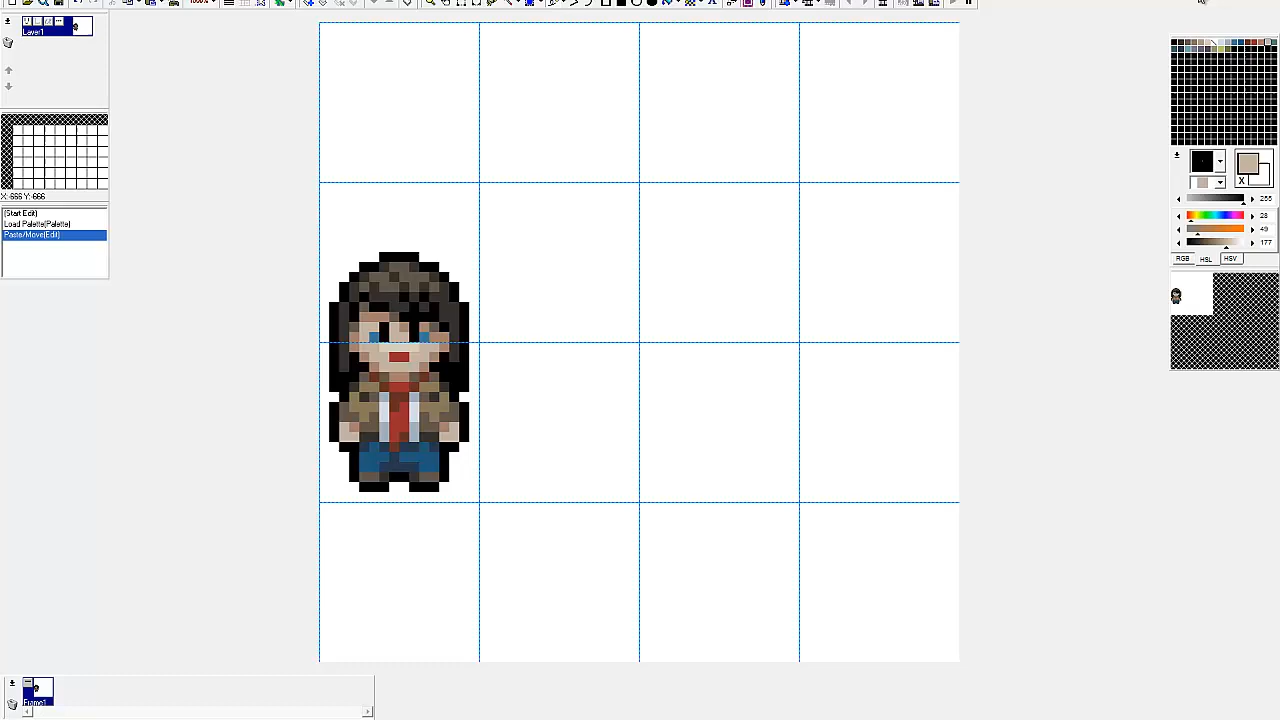 Layer1
X:-666 Y:-666
(Start Edit)
Load Palette[Palette]
Paste/Move[Edit]
X
255
28
49
177
RGB HSL HSV
Frame1